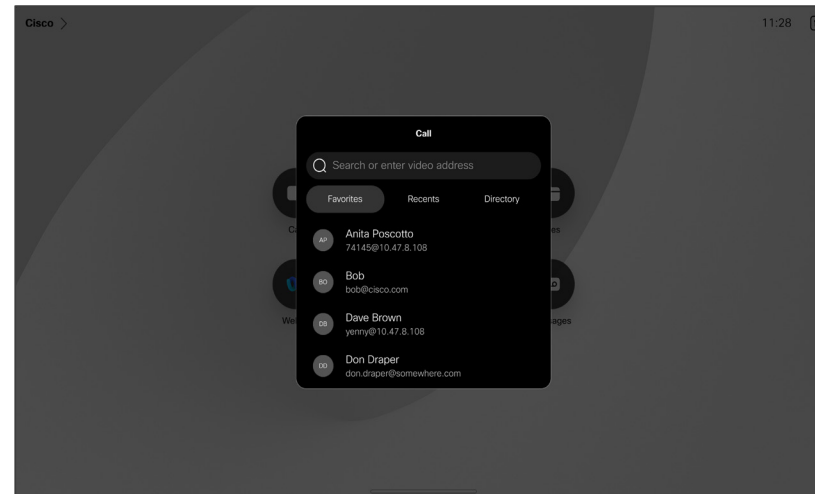 Cisco
11:28
Call
Search or enter video address
Favorites
Recents
Directory
AP
Anita Poscotto
74145@10.47.8.108
BO
Bob
bob@cisco.com
DB
Dave Brown
yenny@10.47.8.108
DD
Don Draper
don.draper@somewhere.com